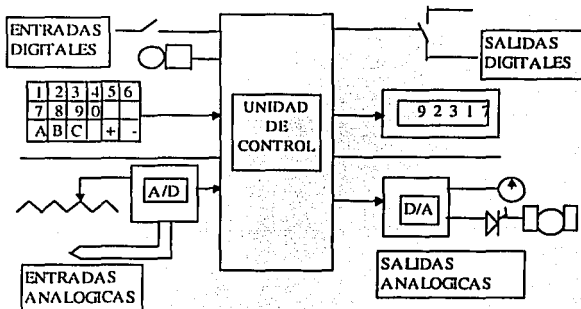 ENTRADAS
DIGITALES
1 2 3 4 5 6
7 8 9 0
A B C + -
UNIDAD
DE
CONTROL
SALIDAS
DIGITALES
9 2 3 1 7
A/D
D/A
ENTRADAS
ANALOGICAS
SALIDAS
ANALOGICAS